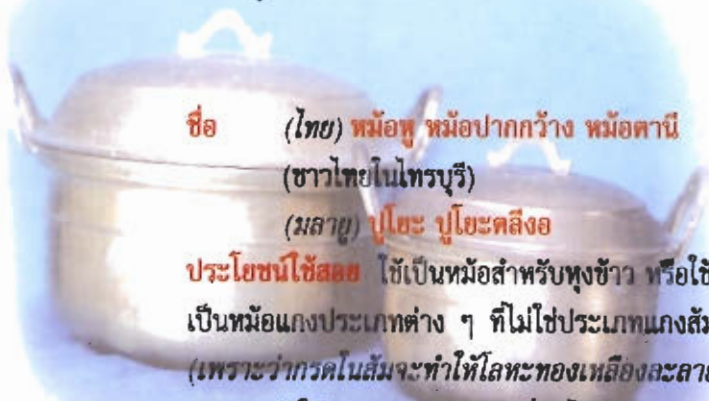 ชื่อ (ไทย) หม้อหู หม้อปากกว้าง หม้อตานี
(ชาวไทยในไทรบุรี)
(มลายู) ปูโยะ ปูโยะตลีงอ
ประโยชน์ใช้สอย ใช้เป็นหม้อสำหรับหุงข้าว หรือใช้
เป็นหม้อแกงประเภทต่าง ๆ ที่ไม่ใช่ประเภทแกงส้ม
(เพราะว่ากรดในส้มจะทำให้โลหะทองเหลืองละลาย